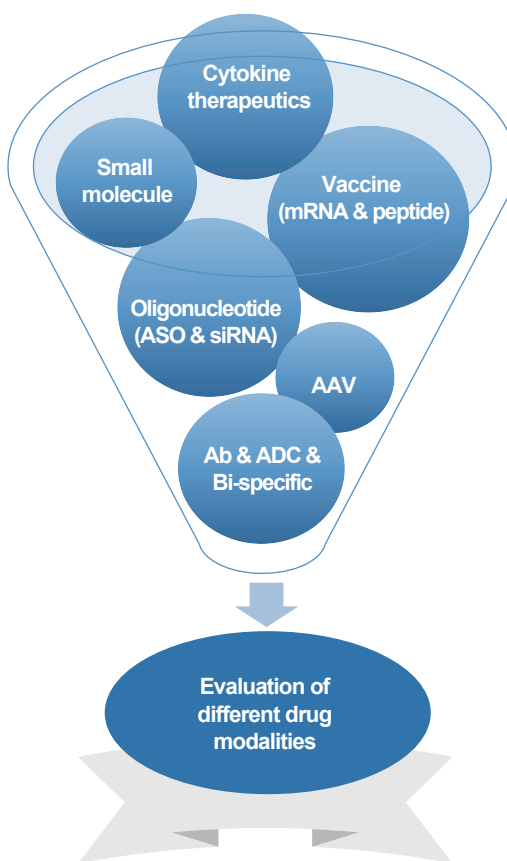 Cytokine
therapeutics
Small
molecule
Vaccine
(mRNA & peptide)
Oligonucleotide
(ASO & siRNA)
AAV
Ab & ADC &
Bi-specific
Evaluation of
different drug
modalities